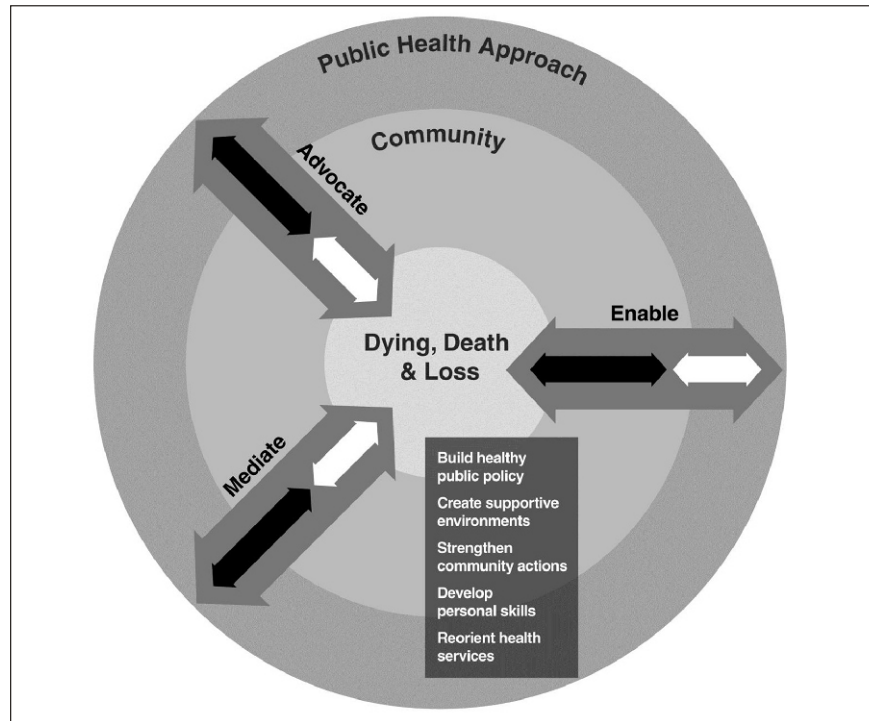 Public Health Approach
Community
Advocate
Enable
Dying, Death
& Loss
Mediate
Build healthy
public policy
Create supportive
environments
Strengthen
community actions
Develop
personal skills
Reorient health
services